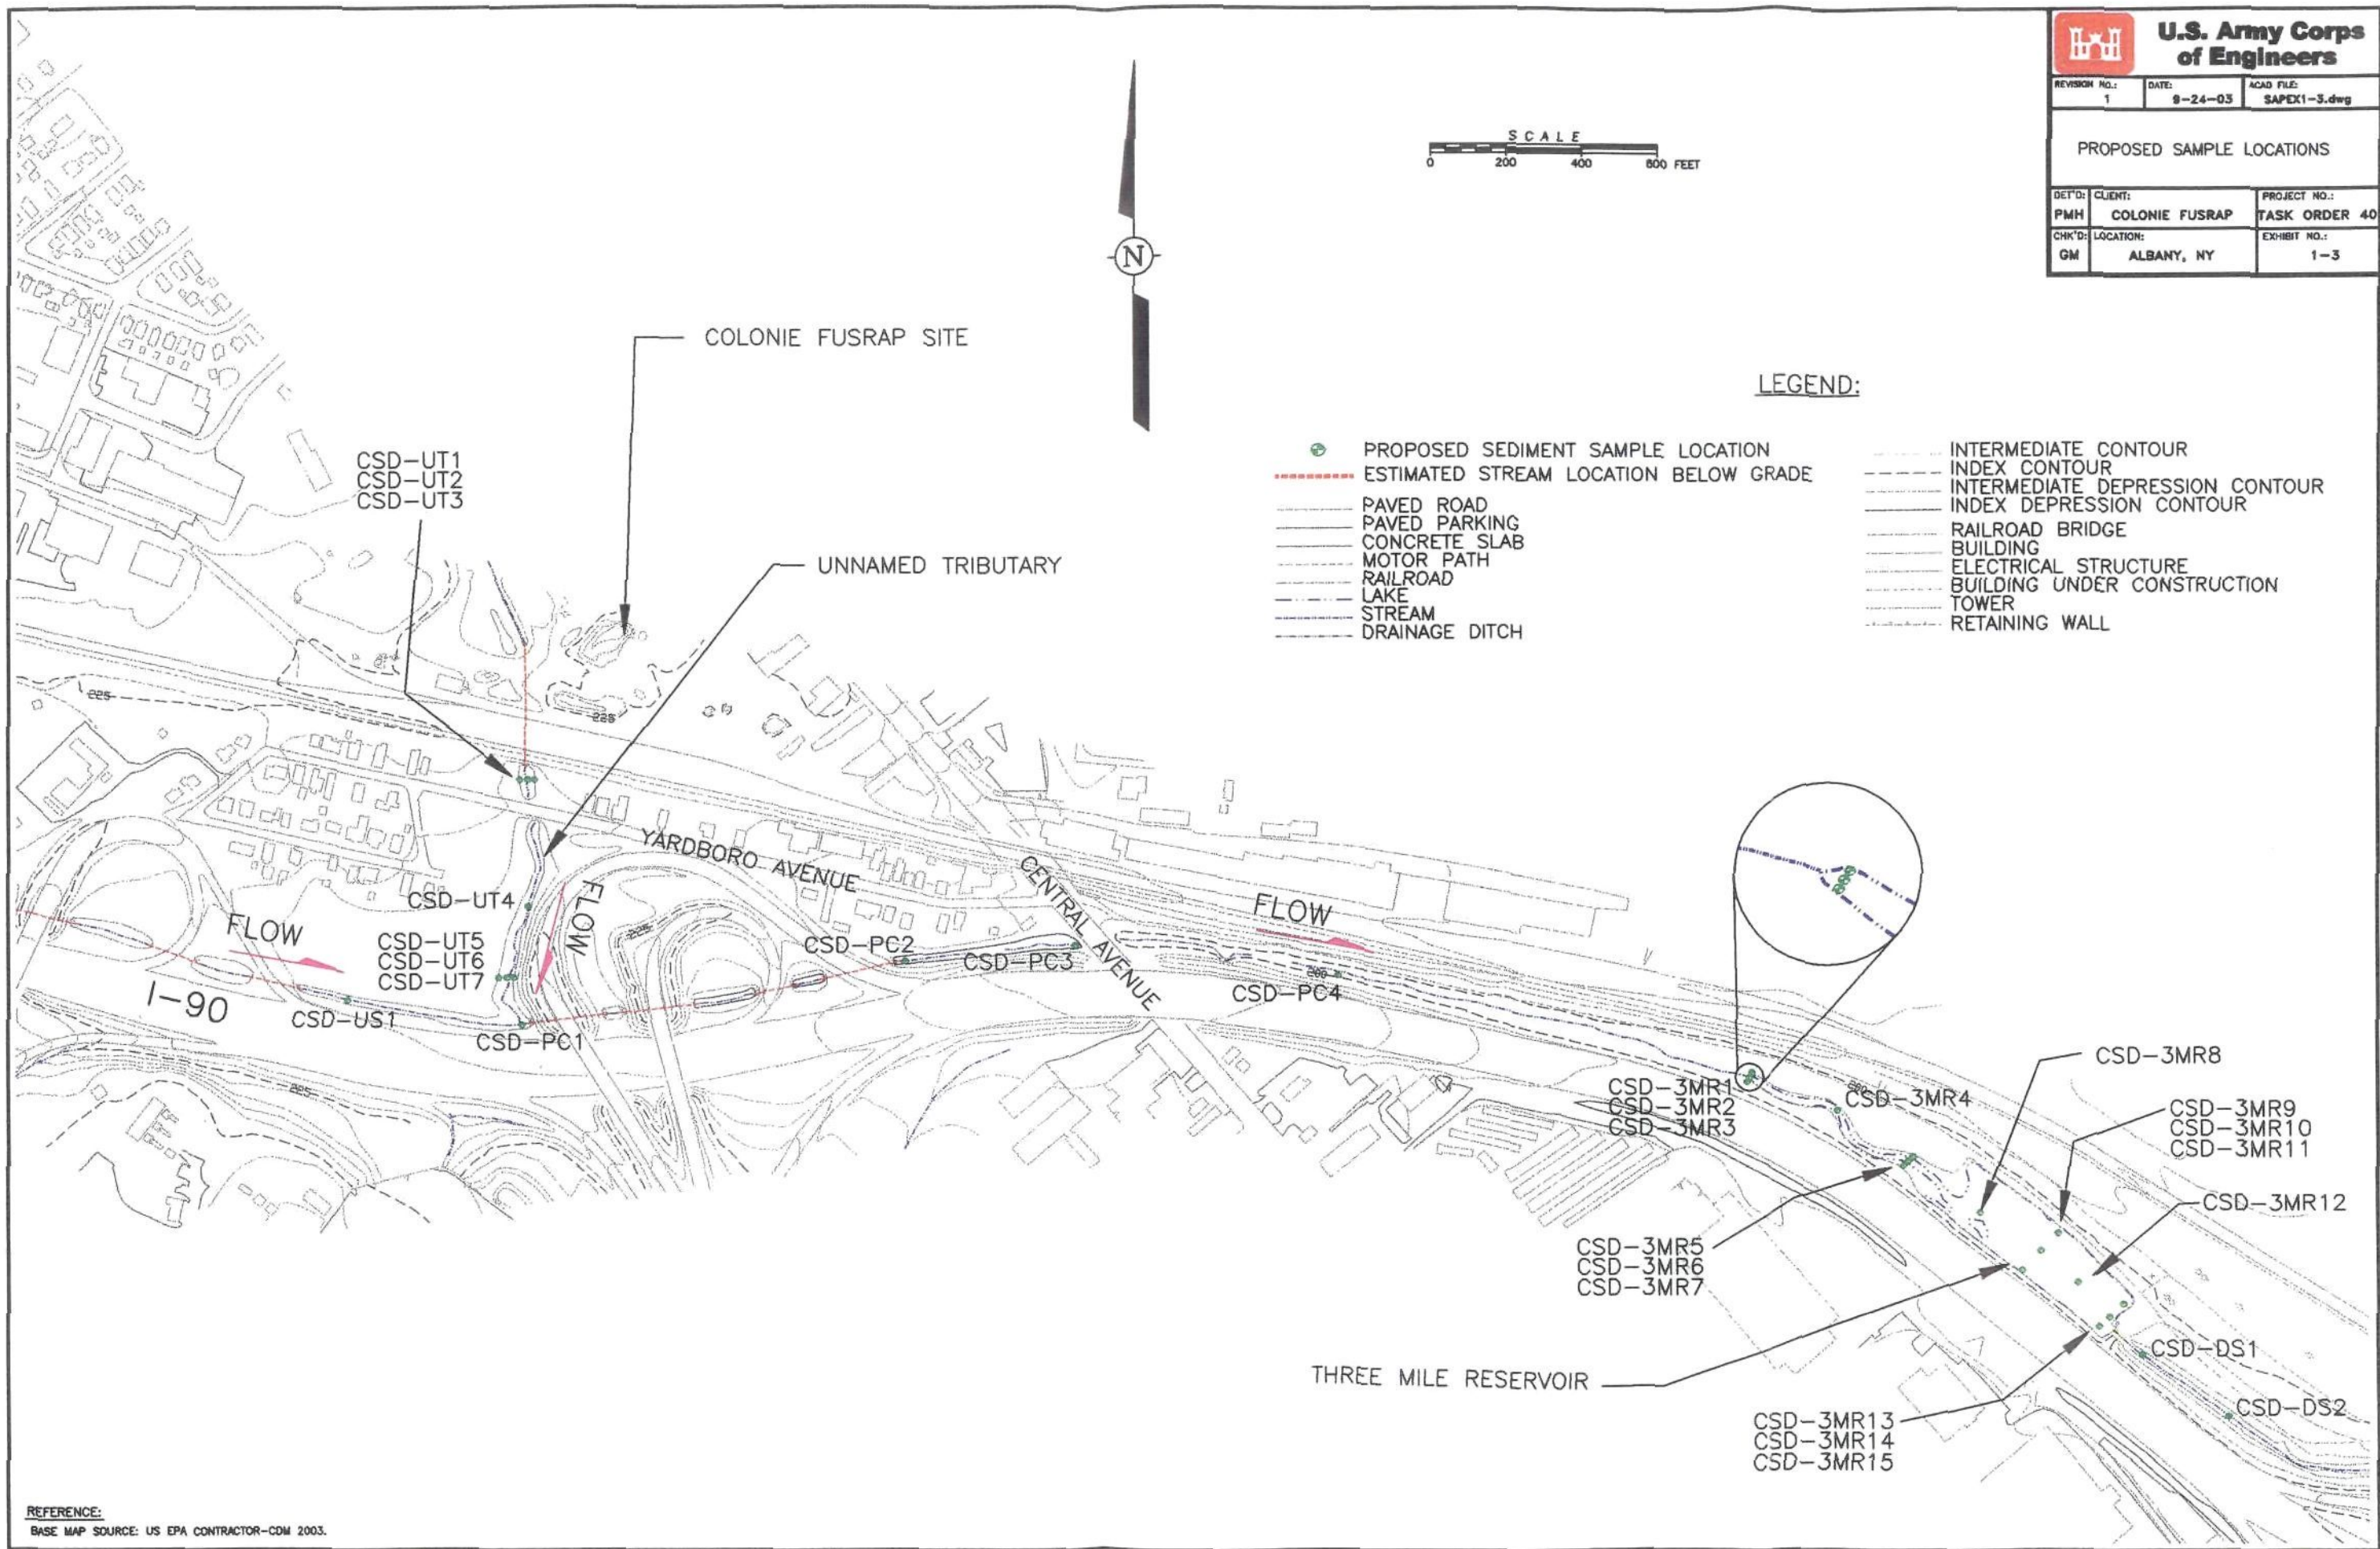 U.S. Army Corps
of Engineers
REVISION NO.:
1
DATE:
9-24-03
ACAD FILE:
SAPEX1-3.dwg
PROPOSED SAMPLE LOCATIONS
DET'D:
PMH
CLIENT:
COLONIE FUSRAP
PROJECT NO.:
TASK ORDER 40
CHK'D:
GM
LOCATION:
ALBANY, NY
EXHIBIT NO.:
1-3
SCALE
0 200 400 600 FEET
N
COLONIE FUSRAP SITE
LEGEND:
PROPOSED SEDIMENT SAMPLE LOCATION
ESTIMATED STREAM LOCATION BELOW GRADE
PAVED ROAD
PAVED PARKING
CONCRETE SLAB
MOTOR PATH
RAILROAD
LAKE
STREAM
DRAINAGE DITCH
INTERMEDIATE CONTOUR
INDEX CONTOUR
INTERMEDIATE DEPRESSION CONTOUR
INDEX DEPRESSION CONTOUR
RAILROAD BRIDGE
BUILDING
ELECTRICAL STRUCTURE
BUILDING UNDER CONSTRUCTION
TOWER
RETAINING WALL
CSD-UT1
CSD-UT2
CSD-UT3
UNNAMED TRIBUTARY
225
225
YARDBORO AVENUE
CENTRAL AVENUE
CSD-UT4
FLOW
FLOW
FLOW
225
CSD-UT5
CSD-UT6
CSD-UT7
I-90
CSD-US1
CSD-PC1
CSD-PC2
CSD-PC3
200
CSD-PC4
225
CSD-3MR1
CSD-3MR2
CSD-3MR3
200
CSD-3MR4
CSD-3MR8
CSD-3MR9
CSD-3MR10
CSD-3MR11
CSD-3MR12
CSD-3MR5
CSD-3MR6
CSD-3MR7
THREE MILE RESERVOIR
CSD-DS1
CSD-DS2
CSD-3MR13
CSD-3MR14
CSD-3MR15
REFERENCE:
BASE MAP SOURCE: US EPA CONTRACTOR-CDM 2003.